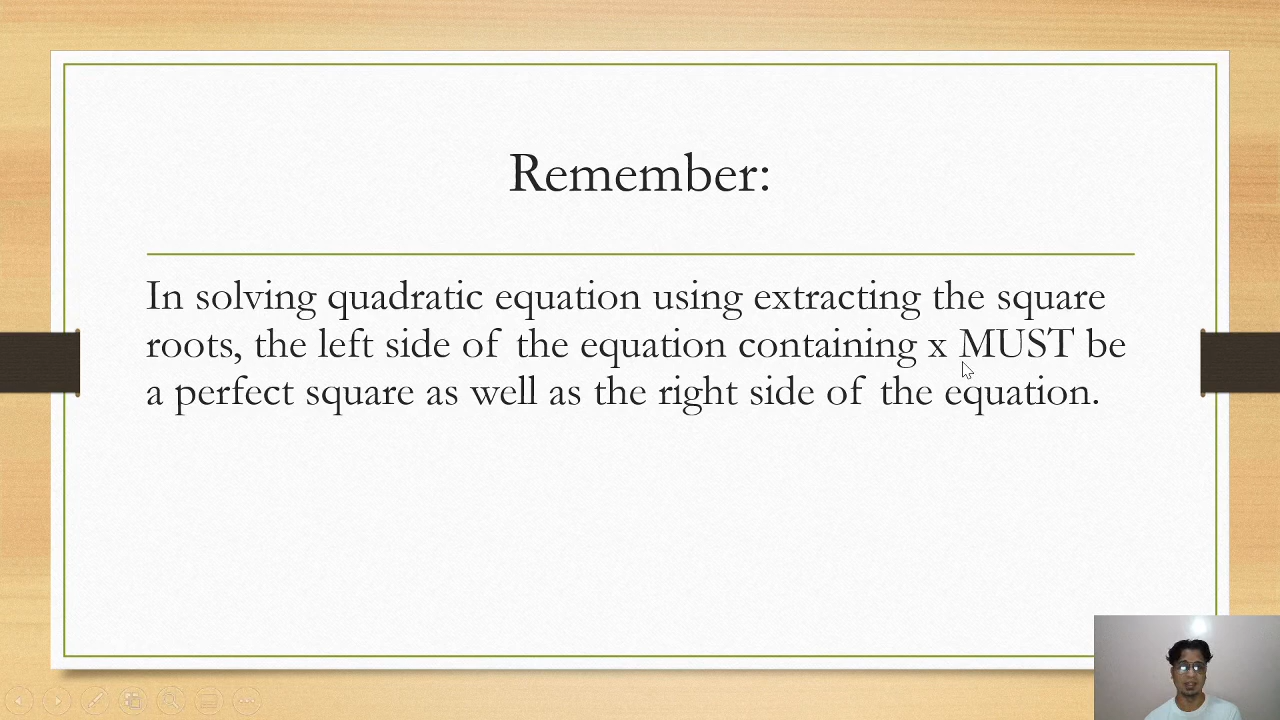 Remember:
In solving quadratic equation using extracting the square
roots, the left side of the equation containing x MUST be
a perfect square as well as the right side of the equation.